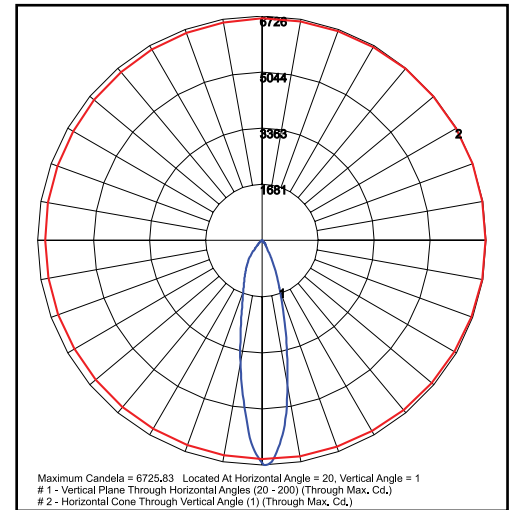 6726
5044
3363
2
1681
1
Maximum Candela = 6725.83 Located At Horizontal Angle = 20, Vertical Angle = 1
# 1 - Vertical Plane Through Horizontal Angles (20 - 200) (Through Max. Cd.)
# 2 - Horizontal Cone Through Vertical Angle (1) (Through Max. Cd.)